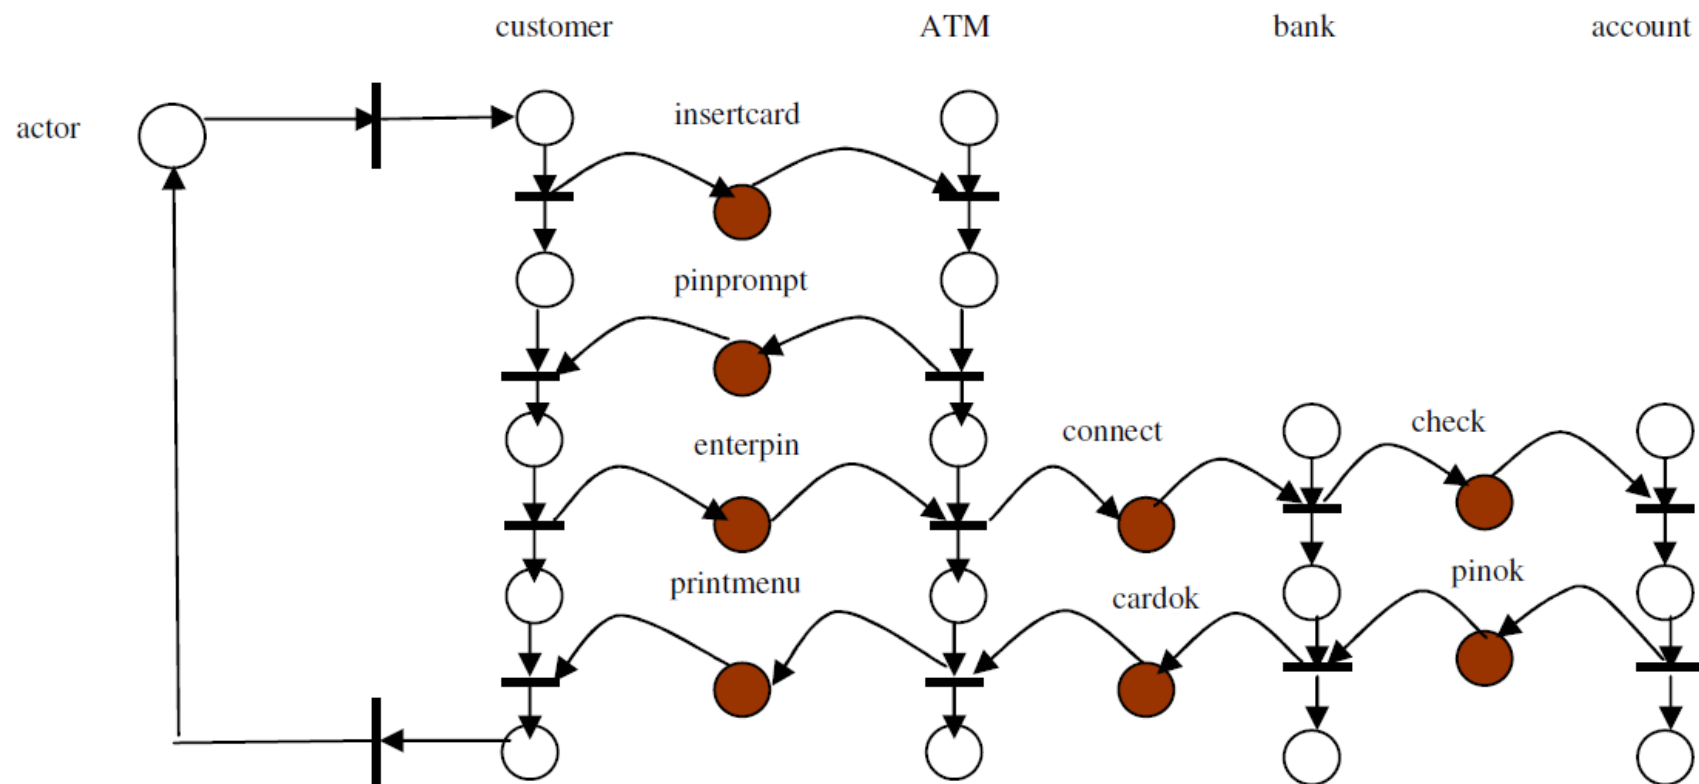 customer ATM bank account
actor
insertcard
pinprompt
enterpin connect check
printmenu cardok pinok